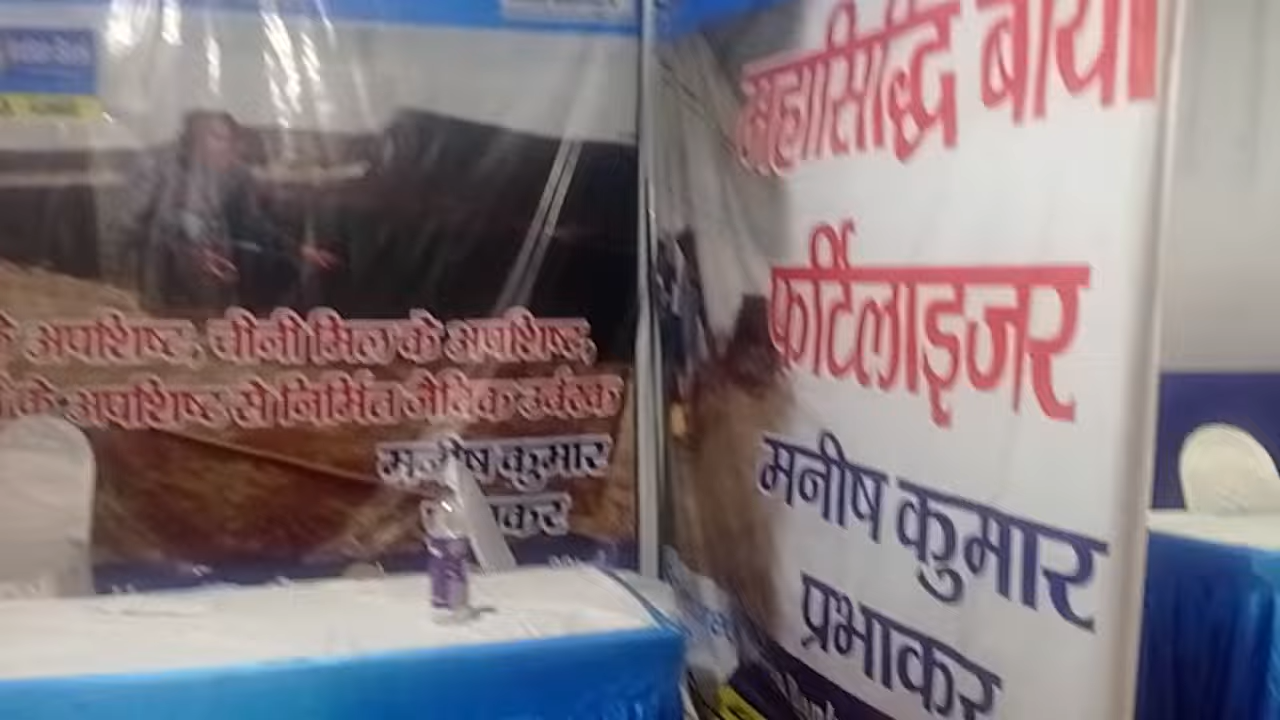 के अपशिष्ट, चीनी मिल के अपशिष्ट,
के अपशिष्ट से निर्मित जैविक उर्वरक
मनीष कुमार
महासिद्धि बायो
फर्टिलाइजर
मनीष कुमार
प्रभाकर